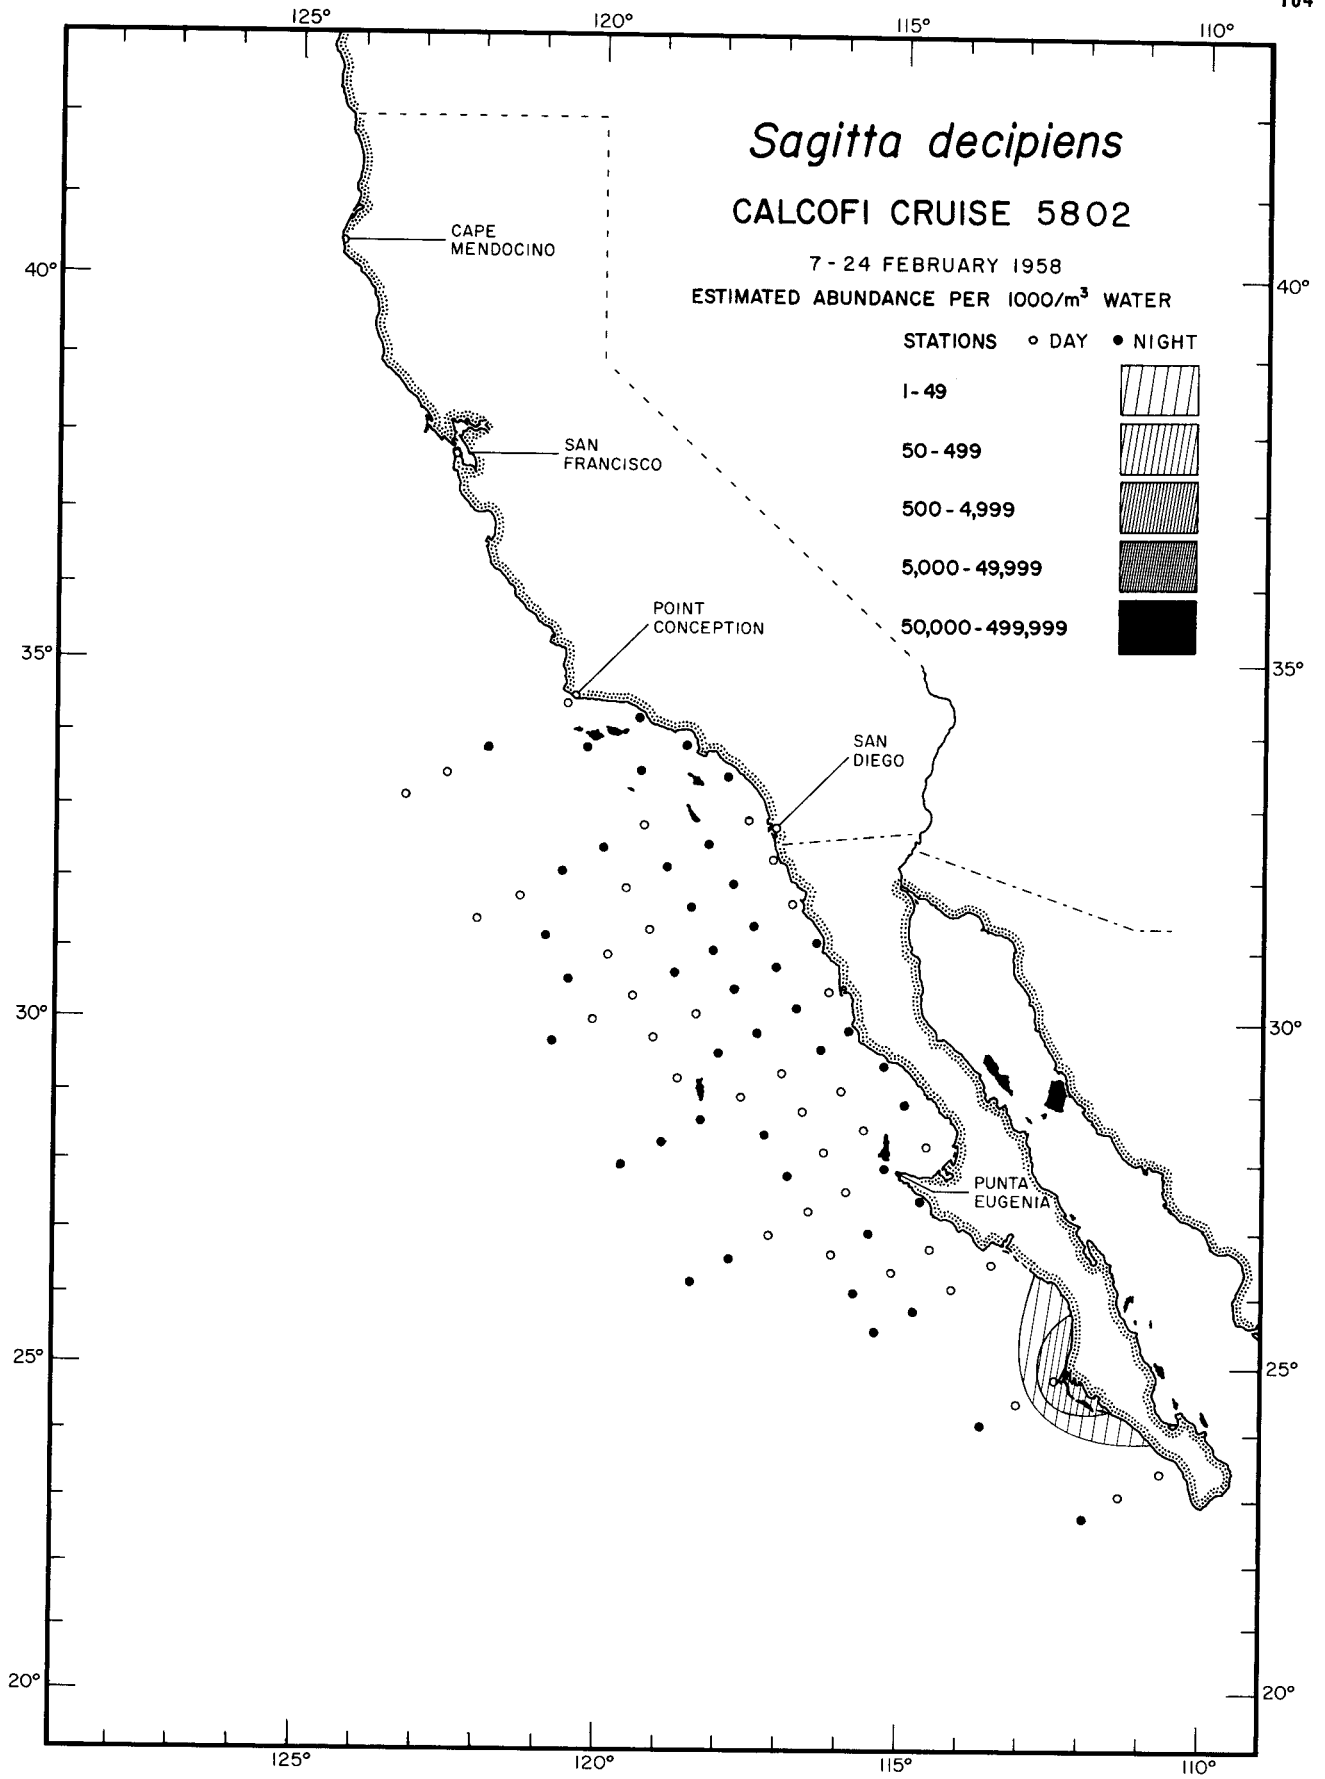 125° 120° 115° 110°
Sagitta decipiens
CALCOFI CRUISE 5802
7-24 FEBRUARY 1958
ESTIMATED ABUNDANCE PER 1000/m³ WATER
STATIONS ○ DAY ● NIGHT
1-49
50-499
500-4,999
5,000-49,999
50,000-499,999
CAPE
MENDOCINO
40° 40°
SAN
FRANCISCO
POINT
CONCEPTION
35° 35°
SAN
DIEGO
30° 30°
PUNTA
EUGENIA
25° 25°
20° 20°
125° 120° 115° 110°